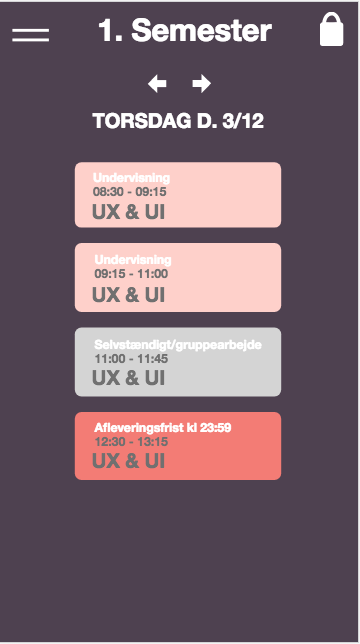 1. Semester
TORSDAG D. 3/12
Undervisning
08:30 - 09:15
UX & UI
Undervisning
09:15 - 11:00
UX & UI
Selvstændigt/gruppearbejde
11:00 - 11:45
UX & UI
Afleveringsfrist kl 23:59
12:30 - 13:15
UX & UI